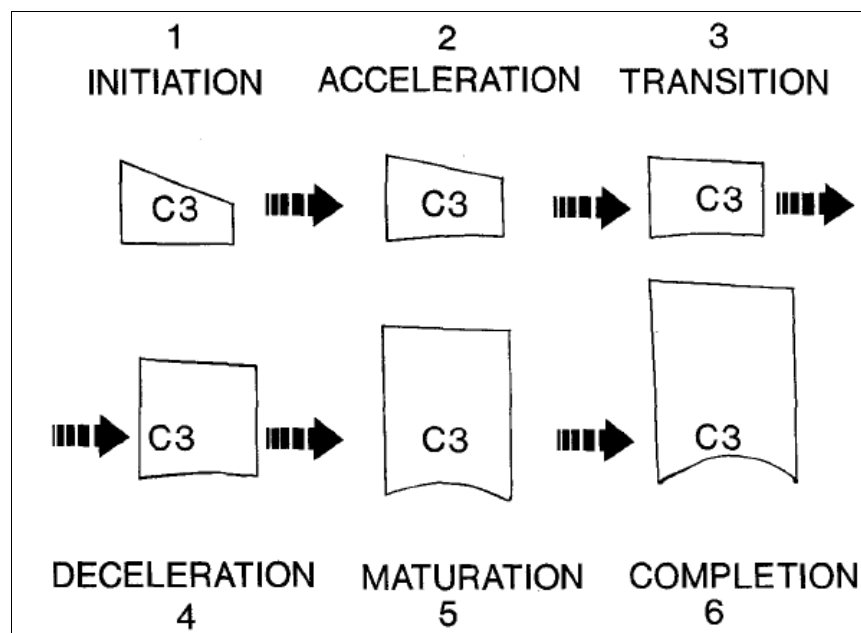 1 2 3
INITIATION ACCELERATION TRANSITION
C3 C3 C3
C3 C3 C3
DECELERATION MATURATION COMPLETION
4 5 6